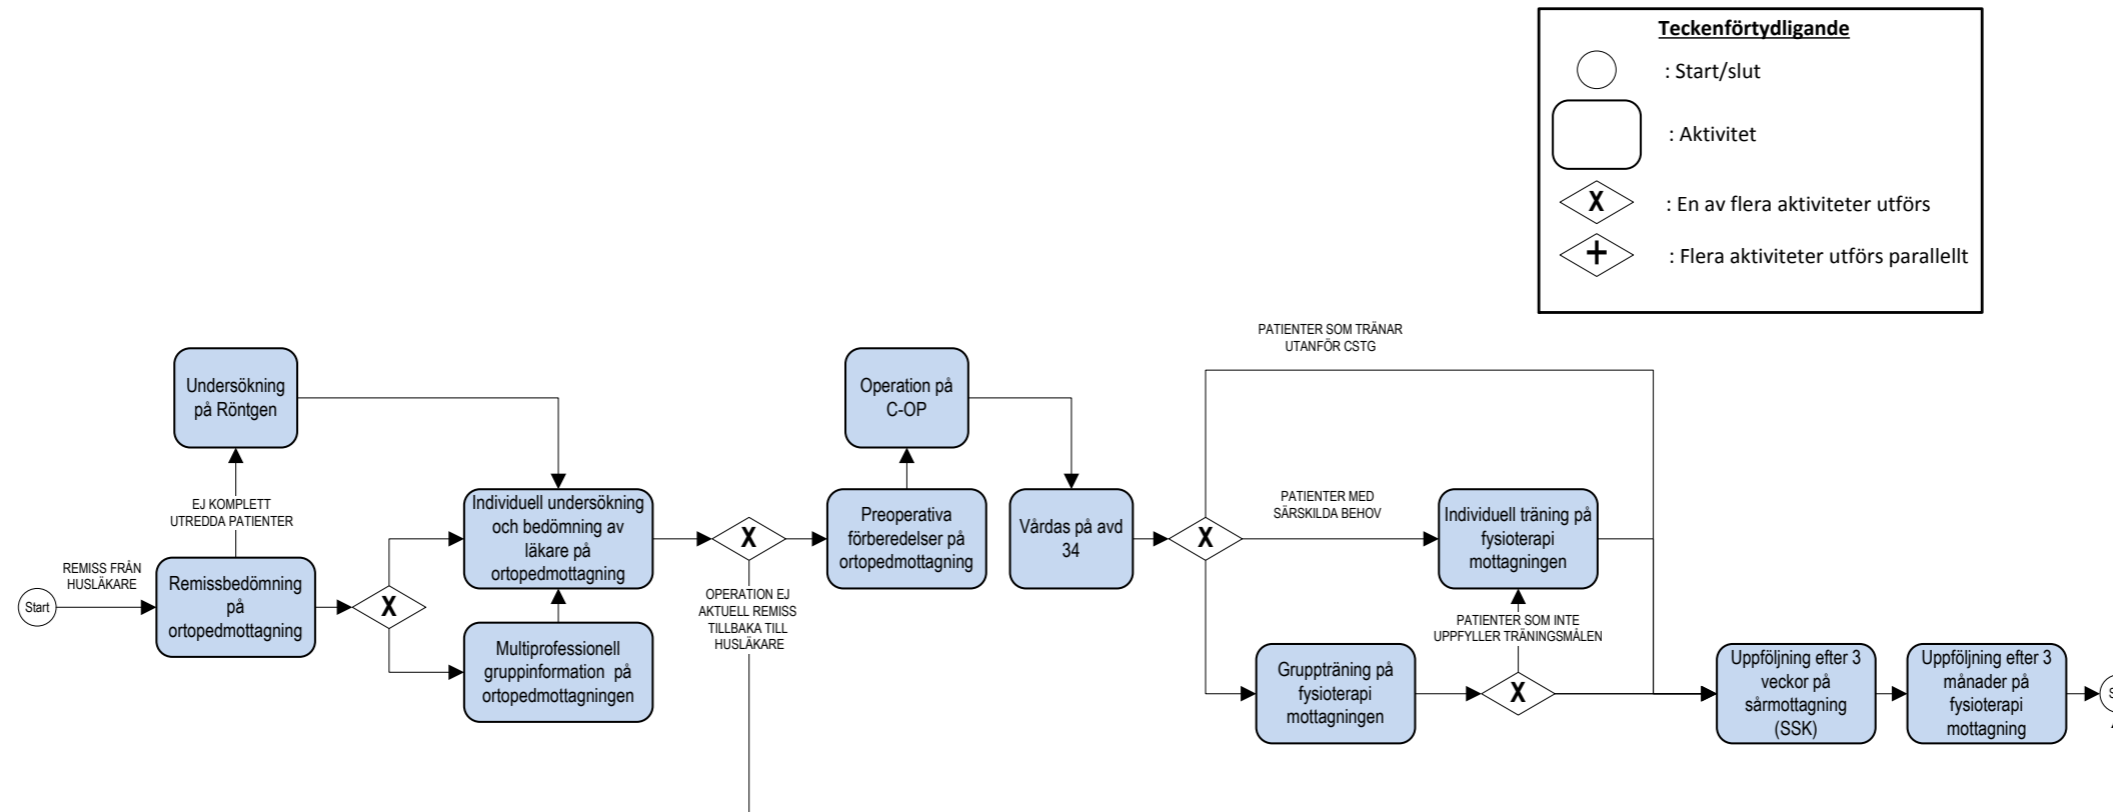 Teckenförtydligande
: Start/slut
: Aktivitet
X
: En av flera aktiviteter utförs
+
: Flera aktiviteter utförs parallellt
Start
REMISS FRÅN
HUSLÄKARE
Remissbedömning
på
ortopedmottagning
EJ KOMPLETT
UTREDDA PATIENTER
Undersökning
på Röntgen
X
Individuell undersökning
och bedömning av
läkare på
ortopedmottagning
Multiprofessionell
gruppinformation på
ortopedmottagningen
X
OPERATION EJ
AKTUELL REMISS
TILLBAKA TILL
HUSLÄKARE
Preoperativa
förberedelser på
ortopedmottagning
Operation på
C-OP
Vårdas på avd
34
X
PATIENTER SOM TRÄNAR
UTANFÖR CSTG
PATIENTER MED
SÄRSKILDA BEHOV
Individuell träning på
fysioterapi
mottagningen
Gruppträning på
fysioterapi
mottagningen
X
PATIENTER SOM INTE
UPPFYLLER TRÄNINGSMÅLEN
Uppföljning efter 3
veckor på
sårmottagning
(SSK)
Uppföljning efter 3
månader på
fysioterapi
mottagning